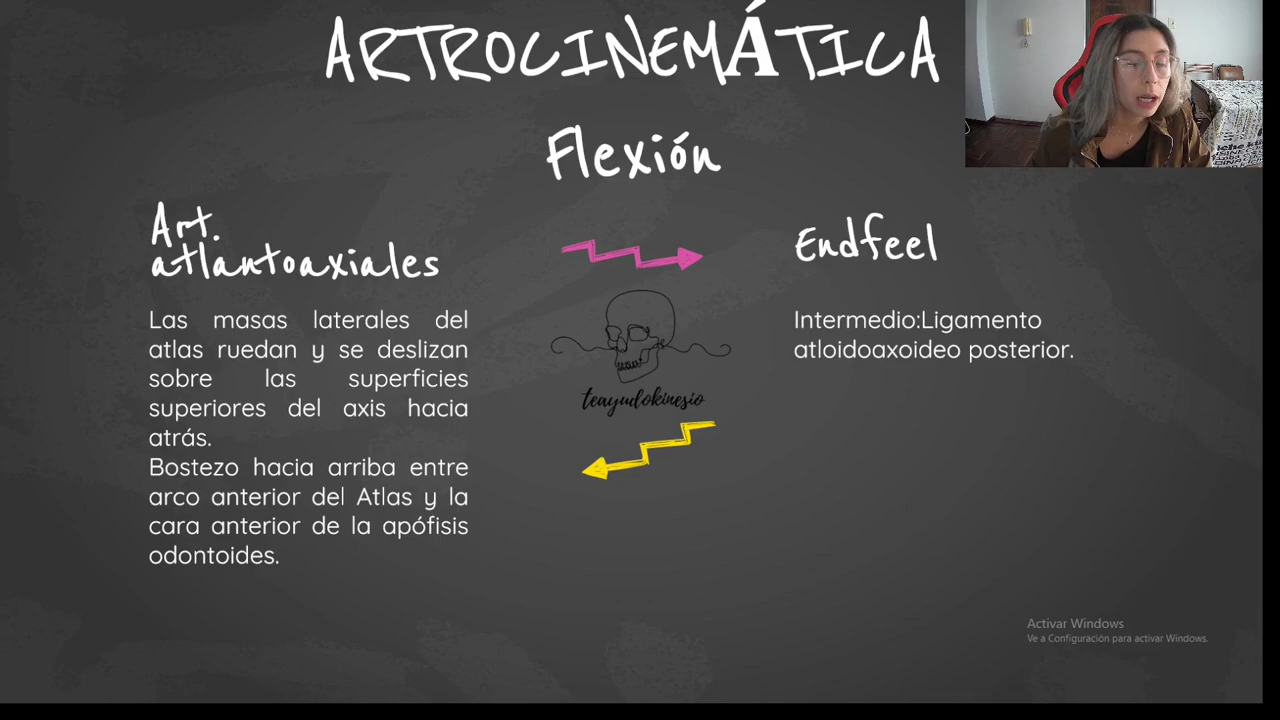 ARTROCINEMÁTICA
Flexión
Art.
atlantoaxiales
Las masas laterales del
atlas ruedan y se deslizan
sobre las superficies
superiores del axis hacia
atrás.
Bostezo hacia arriba entre
arco anterior del Atlas y la
cara anterior de la apófisis
odontoides.
teayudokinesio
Endfeel
Intermedio:Ligamento
atloidoaxoideo posterior.
Activar Windows
Ve a Configuración para activar Windows.